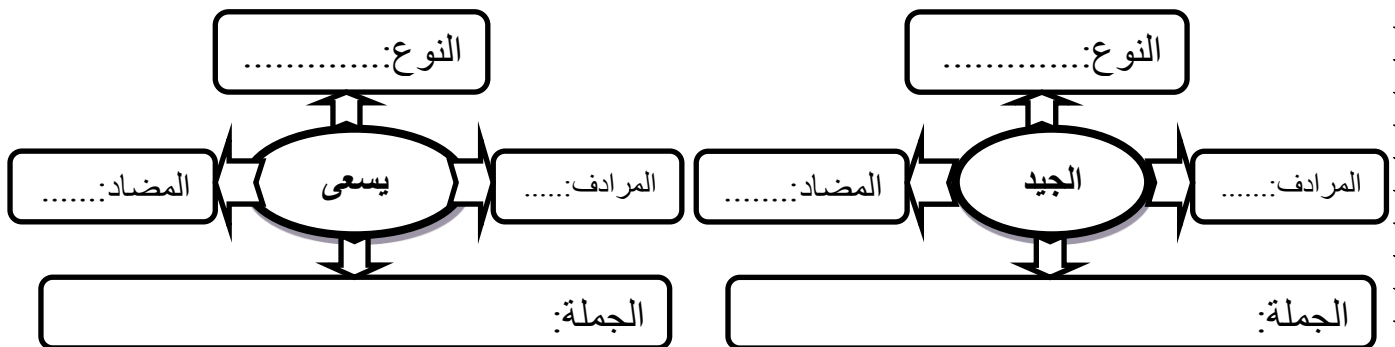 النوع:.............
النوع:.............
المرادف:.......
الجيد
المضاد:........
المرادف:......
يسعى
المضاد:.......
الجملة:
الجملة: